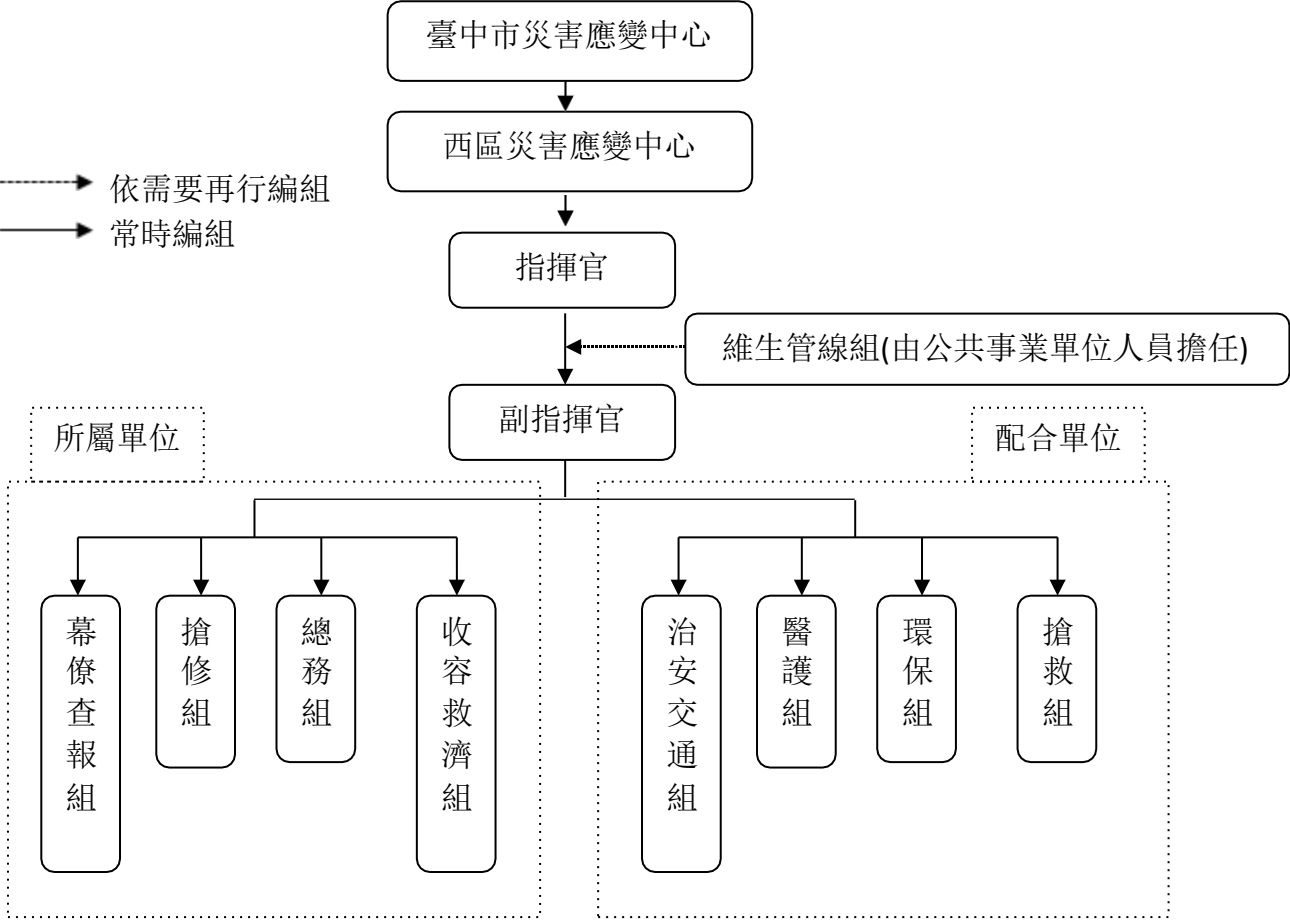 臺中市災害應變中心
西區災害應變中心
依需要再行編組
常時編組
指揮官
維生管線組(由公共事業單位人員擔任)
副指揮官
所屬單位
配合單位
幕僚查報組
搶修組
總務組
收容救濟組
治安交通組
醫護組
環保組
搶救組